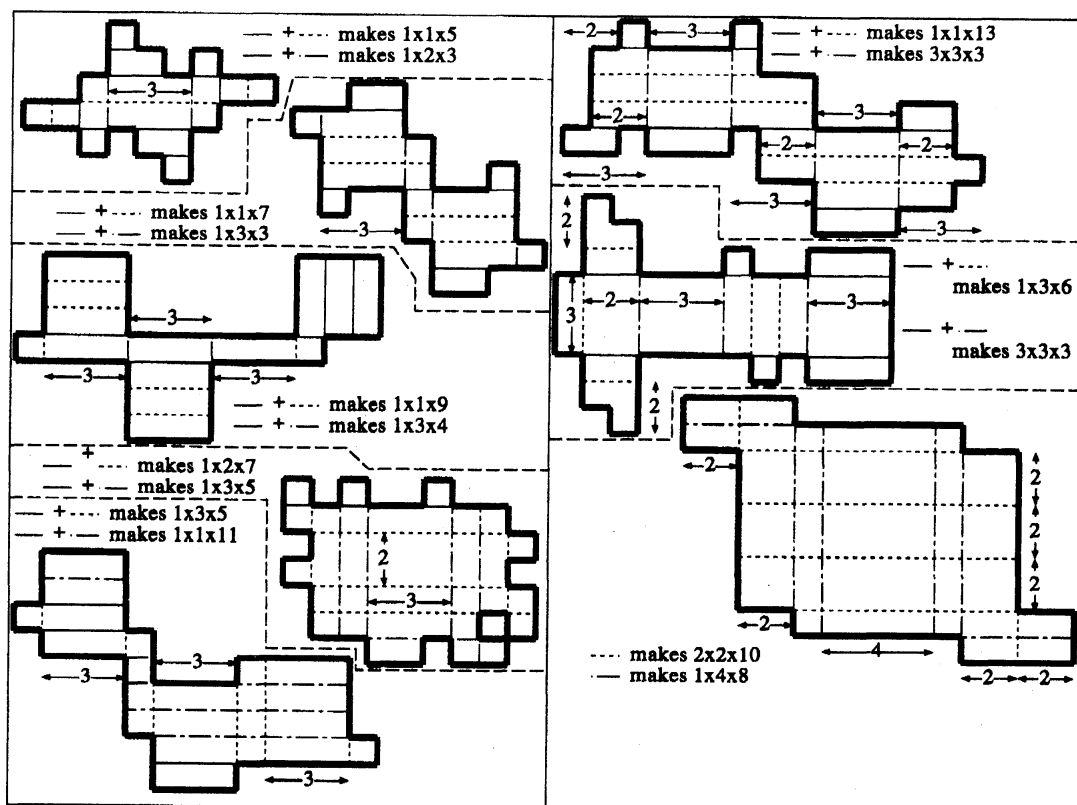 — + ----- makes 1x1x5
— + —·— makes 1x2x3
3
— + ----- makes 1x1x7
— + —·— makes 1x3x3
3
3
3
3
— + ----- makes 1x1x9
— + —·— makes 1x3x4
— + ----- makes 1x2x7
— + —·— makes 1x3x5
2
3
— + ----- makes 1x3x5
— + —·— makes 1x1x11
3
3
3
— + ----- makes 1x1x13
— + —·— makes 3x3x3
2
3
2
3
2
2
3
3
3
— + ----- makes 1x3x6
— + —·— makes 3x3x3
2
2
3
3
3
2
----- makes 2x2x10
—·— makes 1x4x8
2
2
2
2
2
4
2
2